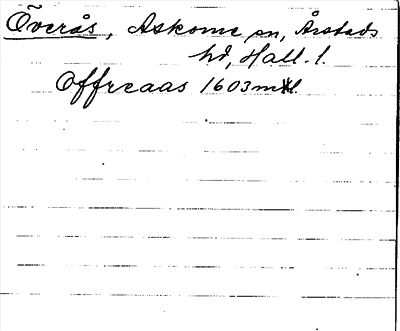 Överås, Askome sn, Årstads
hd, Hall. l.
Offreaas 1603